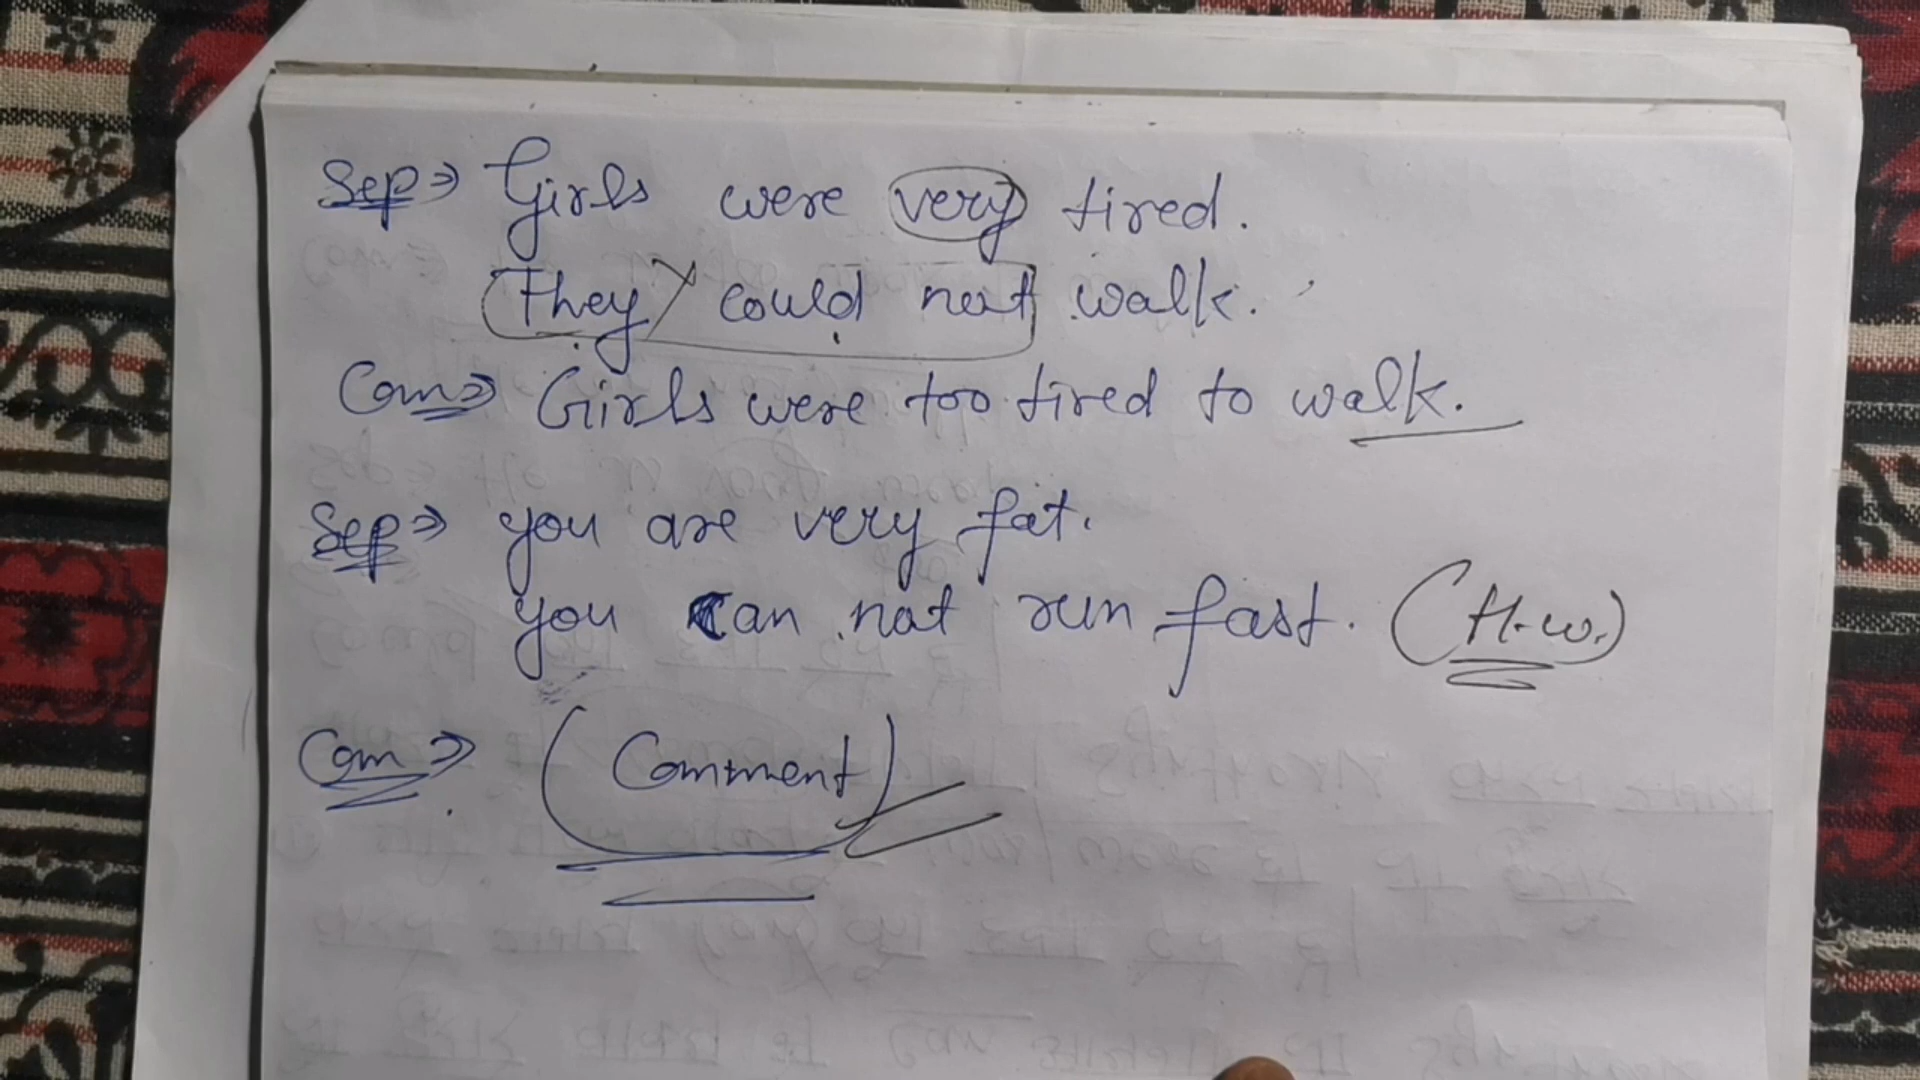 Sep⇒ Girls were very tired.
They could not walk.
Com⇒ Girls were too tired to walk.
Sep⇒ you are very fat.
you can not run fast. (H.w.)
Com⇒ (Comment)